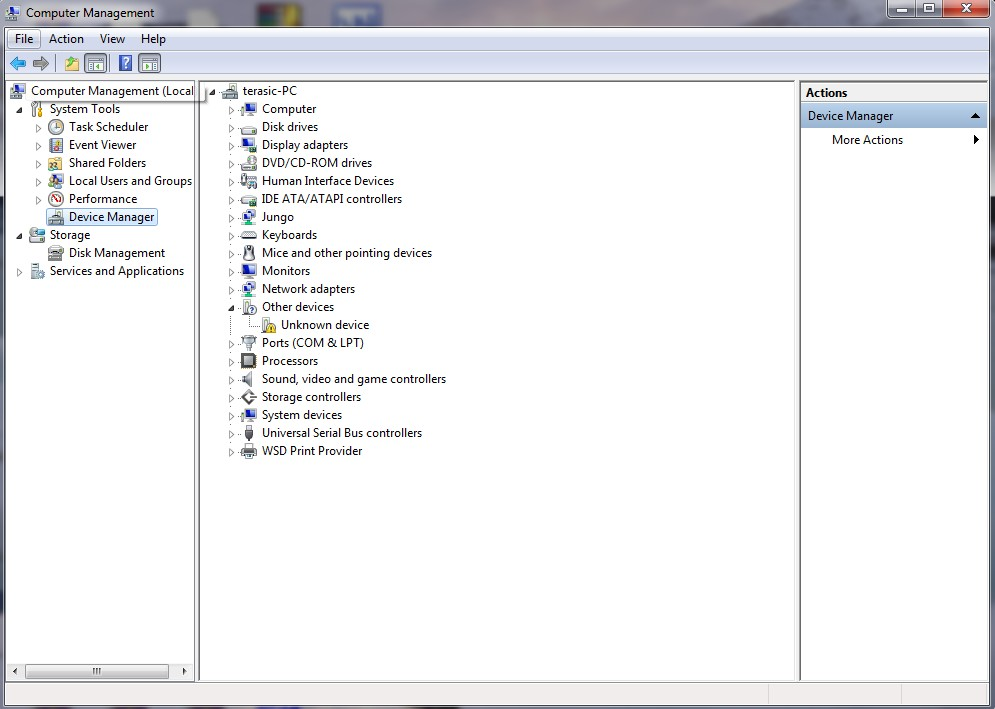 Computer Management
File Action View Help
Computer Management (Local
System Tools
Task Scheduler
Event Viewer
Shared Folders
Local Users and Groups
Performance
Device Manager
Storage
Disk Management
Services and Applications
terasic-PC
Computer
Disk drives
Display adapters
DVD/CD-ROM drives
Human Interface Devices
IDE ATA/ATAPI controllers
Jungo
Keyboards
Mice and other pointing devices
Monitors
Network adapters
Other devices
Unknown device
Ports (COM & LPT)
Processors
Sound, video and game controllers
Storage controllers
System devices
Universal Serial Bus controllers
WSD Print Provider
Actions
Device Manager
More Actions